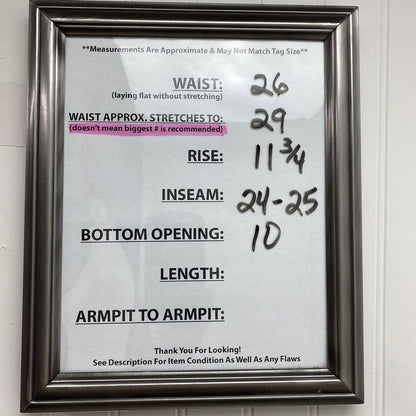 **Measurements Are Approximate & May Not Match Tag Size**
WAIST: 26
(laying flat without stretching)
WAIST APPROX. STRETCHES TO: 29
(doesn't mean biggest # is recommended)
RISE: 11 3/4
INSEAM: 24-25
BOTTOM OPENING: 10
LENGTH:
ARMPIT TO ARMPIT:
Thank You For Looking!
See Description For Item Condition As Well As Any Flaws